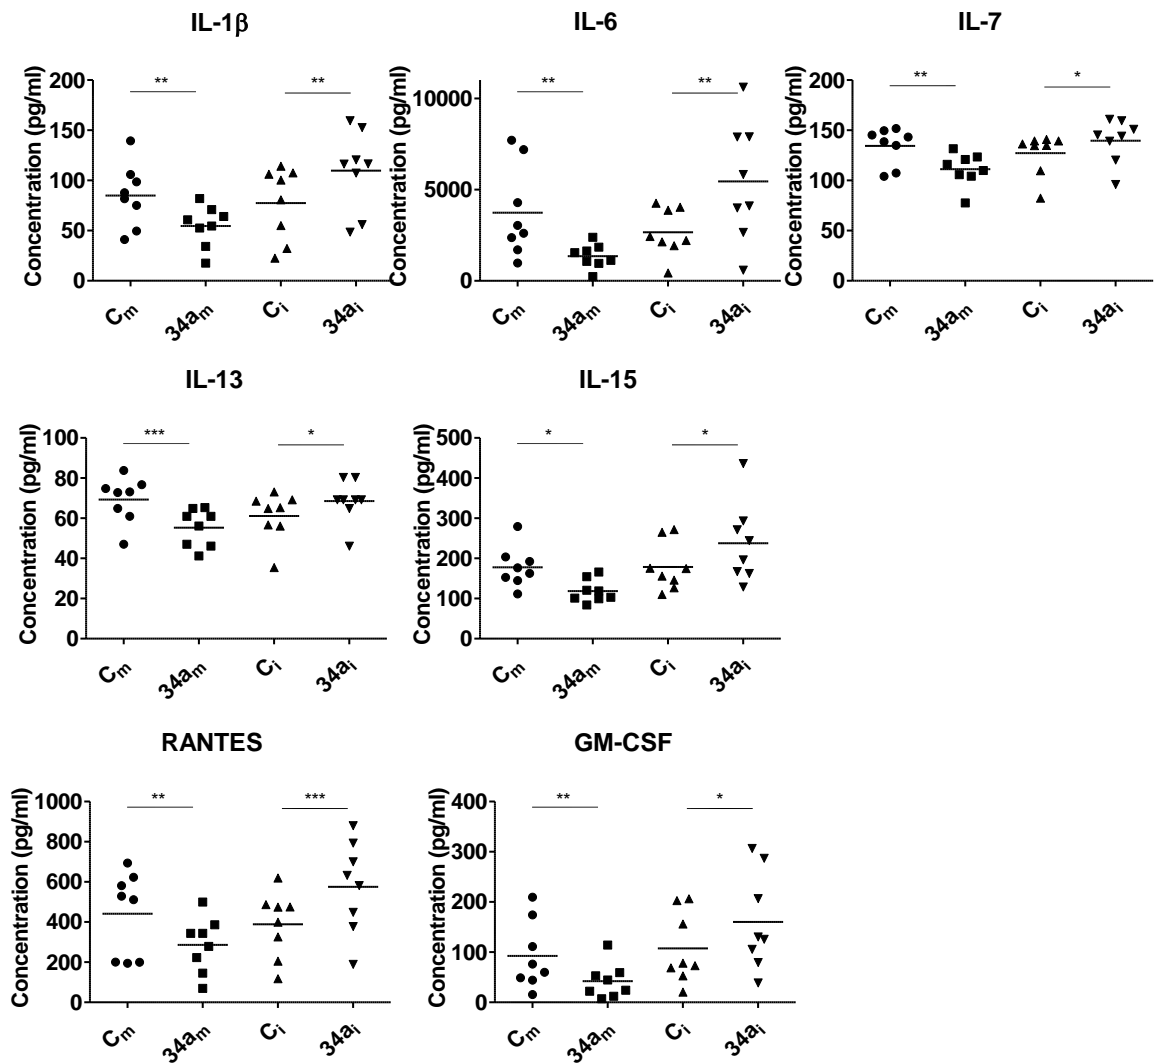 IL-1β
Concentration (pg/ml)
200
150
100
50
0
** **
Cm 34am Ci 34ai
IL-6
Concentration (pg/ml)
10000
5000
0
** **
Cm 34am Ci 34ai
IL-7
Concentration (pg/ml)
200
150
100
50
0
** *
Cm 34am Ci 34ai
IL-13
Concentration (pg/ml)
100
80
60
40
20
0
*** *
Cm 34am Ci 34ai
IL-15
Concentration (pg/ml)
500
400
300
200
100
0
* *
Cm 34am Ci 34ai
RANTES
Concentration (pg/ml)
1000
800
600
400
200
0
** ***
Cm 34am Ci 34ai
GM-CSF
Concentration (pg/ml)
400
300
200
100
0
** *
Cm 34am Ci 34ai